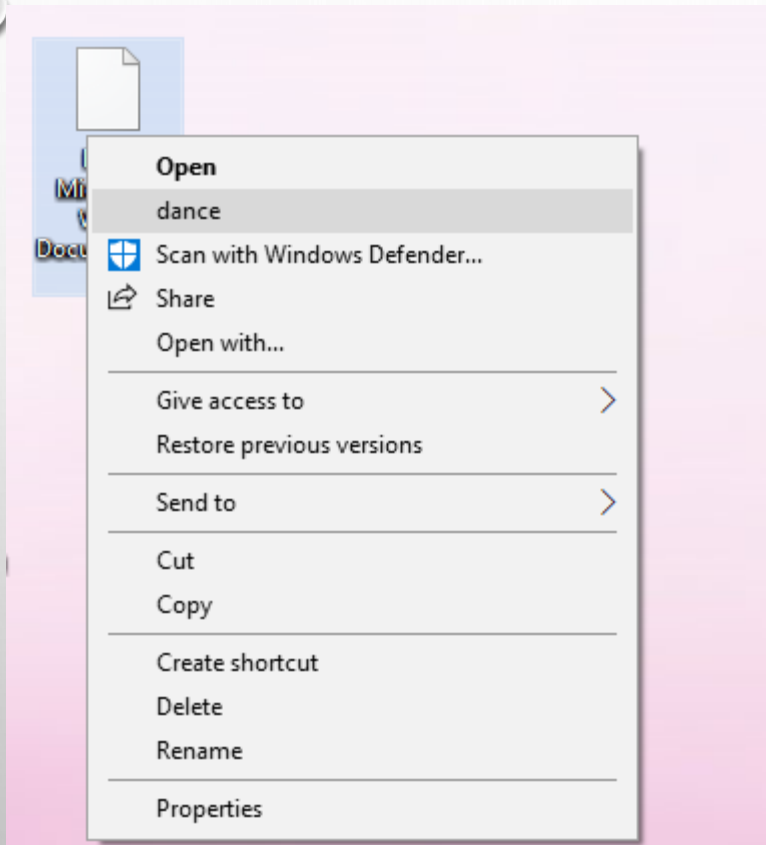 Open
dance
Scan with Windows Defender...
Share
Open with...
Give access to
Restore previous versions
Send to
Cut
Copy
Create shortcut
Delete
Rename
Properties